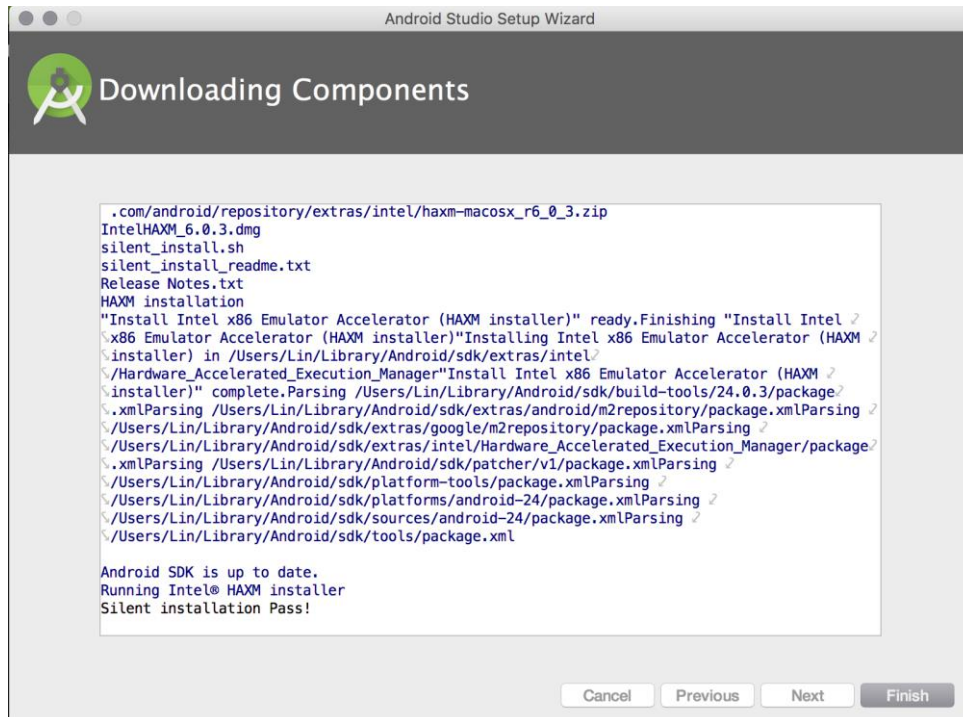 Android Studio Setup Wizard
Downloading Components
.com/android/repository/extras/intel/haxm-macosx_r6_0_3.zip
IntelHAXM_6.0.3.dmg
silent_install.sh
silent_install_readme.txt
Release Notes.txt
HAXM installation
"Install Intel x86 Emulator Accelerator (HAXM installer)" ready.Finishing "Install Intel
x86 Emulator Accelerator (HAXM installer)"Installing Intel x86 Emulator Accelerator (HAXM
installer) in /Users/Lin/Library/Android/sdk/extras/intel
/Hardware_Accelerated_Execution_Manager"Install Intel x86 Emulator Accelerator (HAXM
installer)" complete.Parsing /Users/Lin/Library/Android/sdk/build-tools/24.0.3/package
.xmlParsing /Users/Lin/Library/Android/sdk/extras/android/m2repository/package.xmlParsing
/Users/Lin/Library/Android/sdk/extras/google/m2repository/package.xmlParsing
/Users/Lin/Library/Android/sdk/extras/intel/Hardware_Accelerated_Execution_Manager/package
.xmlParsing /Users/Lin/Library/Android/sdk/patcher/v1/package.xmlParsing
/Users/Lin/Library/Android/sdk/platform-tools/package.xmlParsing
/Users/Lin/Library/Android/sdk/platforms/android-24/package.xmlParsing
/Users/Lin/Library/Android/sdk/sources/android-24/package.xmlParsing
/Users/Lin/Library/Android/sdk/tools/package.xml
Android SDK is up to date.
Running Intel® HAXM installer
Silent installation Pass!
Cancel Previous Next Finish